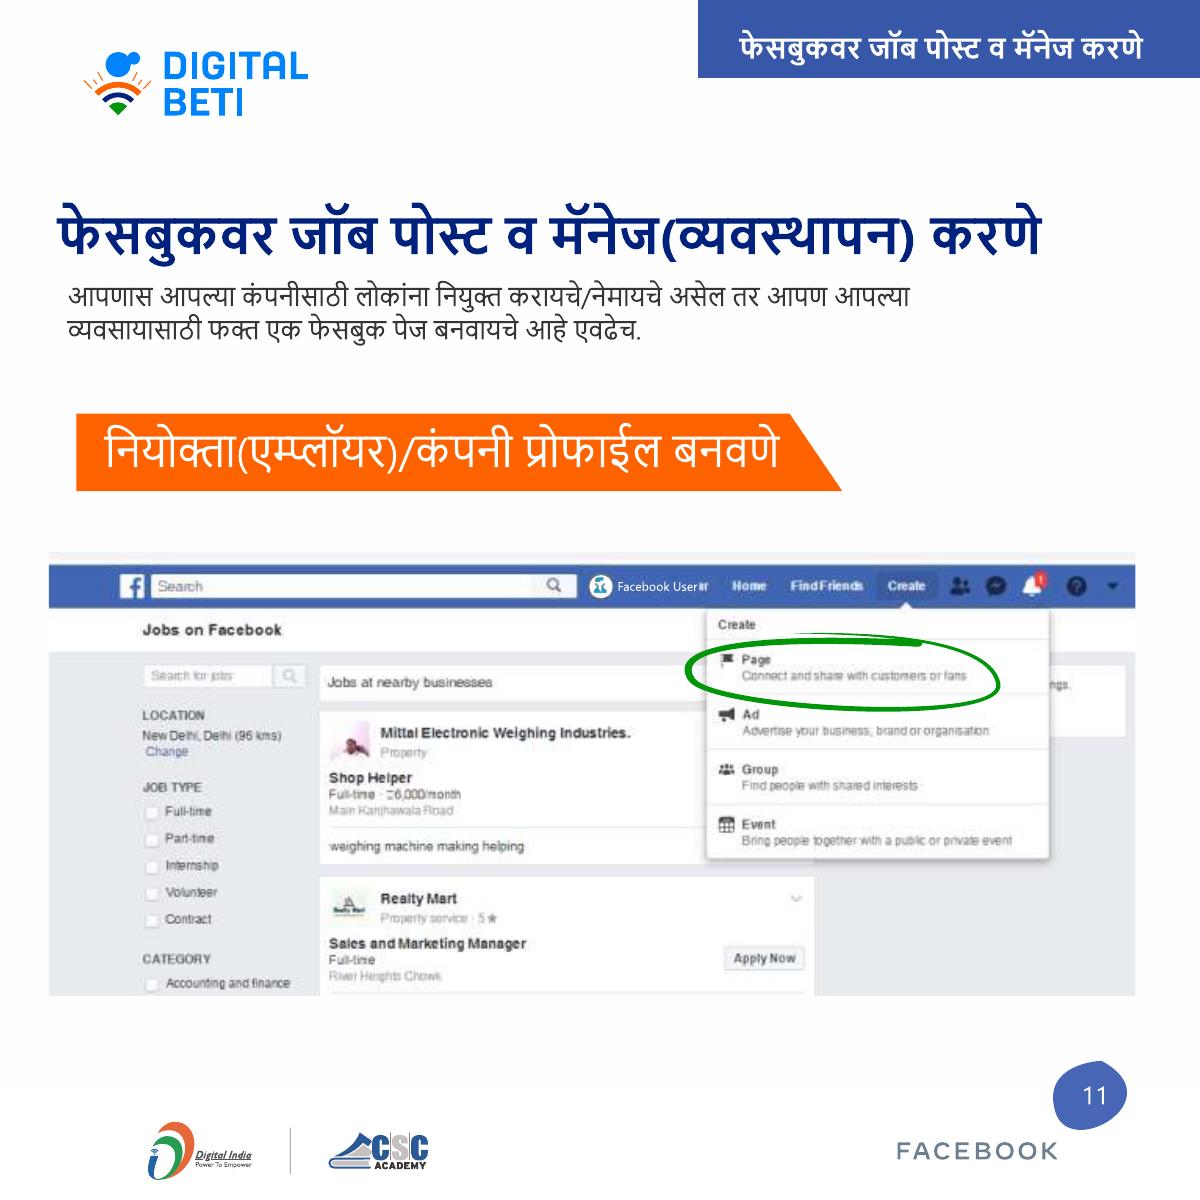 फेसबुकवर जॉब पोस्ट व मॅनेज करणे
DIGITAL
BETI
फेसबुकवर जॉब पोस्ट व मॅनेज(व्यवस्थापन) करणे
आपणास आपल्या कंपनीसाठी लोकांना नियुक्त करायचे/नेमायचे असेल तर आपण आपल्या
व्यवसायासाठी फक्त एक फेसबुक पेज बनवायचे आहे एवढेच.
नियोक्ता(एम्प्लॉयर)/कंपनी प्रोफाईल बनवणे
Search
Facebook User
Home
Find Friends
Create
1
Jobs on Facebook
Create
Page
Connect and share with customers or fans
Ad
Advertise your business, brand or organisation
Group
Find people with shared interests
Event
Bring people together with a public or private event
Search for jobs
LOCATION
New Delhi, Delhi (96 kms)
Change
JOB TYPE
Full-time
Part-time
Internship
Volunteer
Contract
CATEGORY
Accounting and finance
Jobs at nearby businesses
ngs.
Mittal Electronic Weighing Industries.
Property
Shop Helper
Full-time · 6,000/month
Main Kanjhawala Road
weighing machine making helping
Realty Mart
Property service · 5★
Sales and Marketing Manager
Full-time
River Heights Chowk
Apply Now
11
Digital India
Power To Empower
CSC
ACADEMY
FACEBOOK